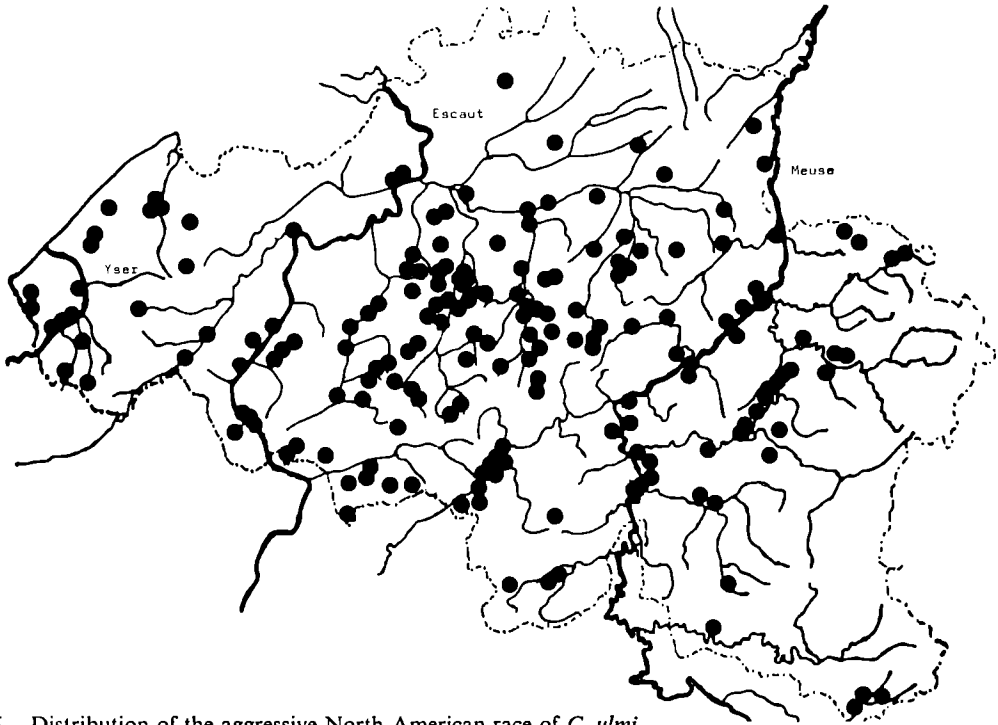 Escaut
Meuse
Yser
Distribution of the aggressive North American race of C. ulmi